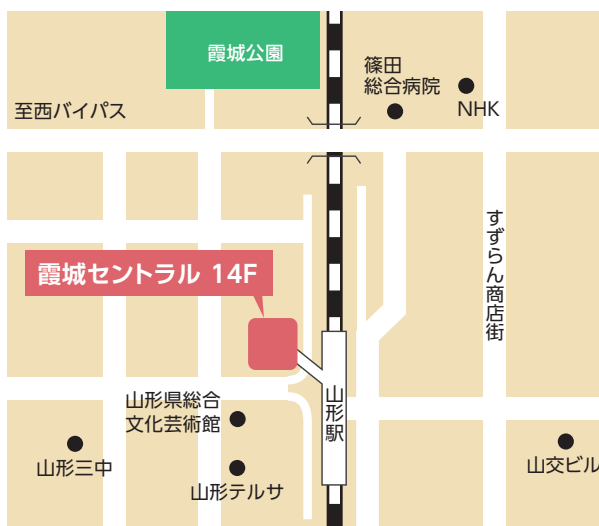 霞城公園
篠田
総合病院
NHK
至西バイパス
すずらん商店街
霞城セントラル 14F
山形駅
山形県総合
文化芸術館
山形三中
山形テルサ
山交ビル